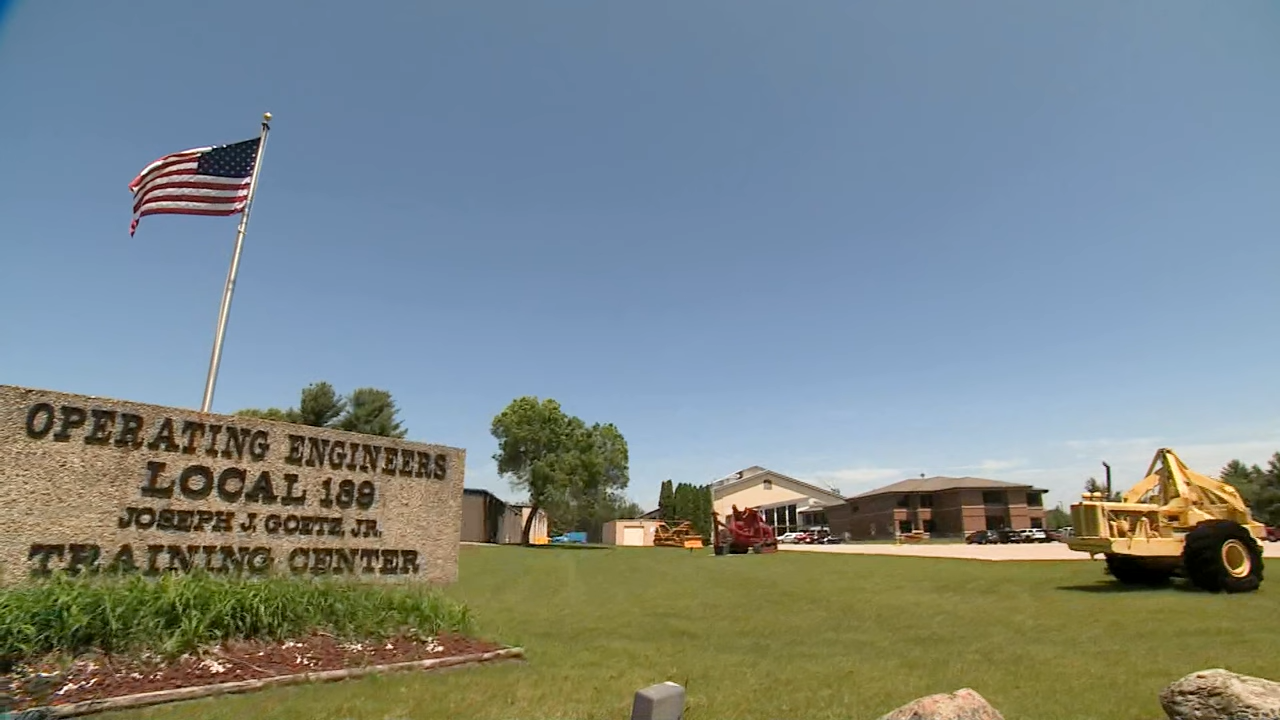 OPERATING ENGINEERS
LOCAL 139
JOSEPH J. GOETZ, JR.
TRAINING CENTER